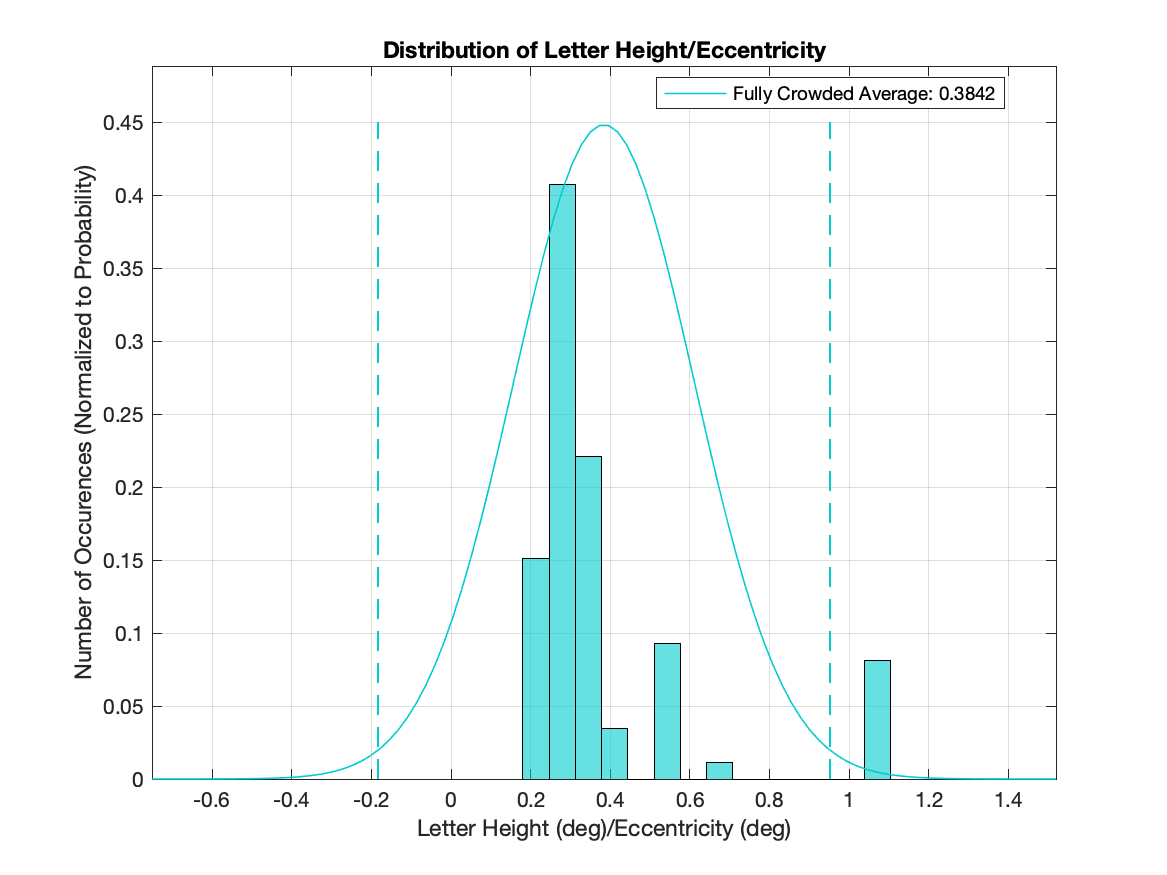 Distribution of Letter Height/Eccentricity
Fully Crowded Average: 0.3842
Number of Occurences (Normalized to Probability)
0.45
0.4
0.35
0.3
0.25
0.2
0.15
0.1
0.05
0
-0.6 -0.4 -0.2 0 0.2 0.4 0.6 0.8 1 1.2 1.4
Letter Height (deg)/Eccentricity (deg)